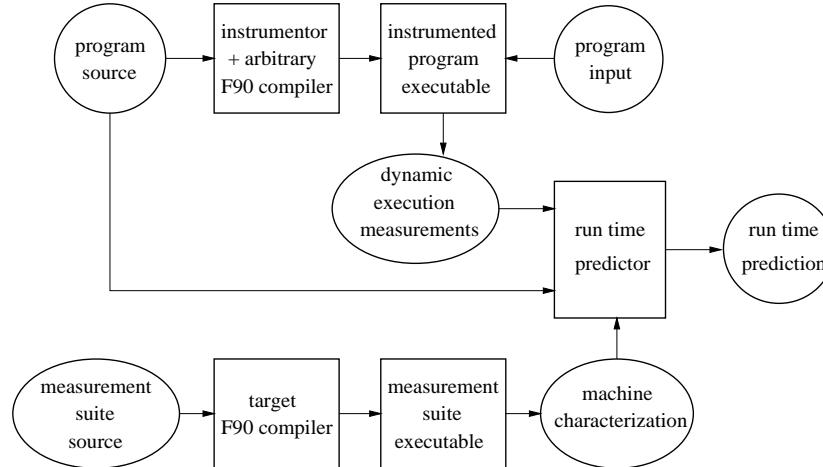 program
source
instrumentor
+ arbitrary
F90 compiler
instrumented
program
executable
program
input
dynamic
execution
measurements
run time
predictor
run time
prediction
measurement
suite
source
target
F90 compiler
measurement
suite
executable
machine
characterization